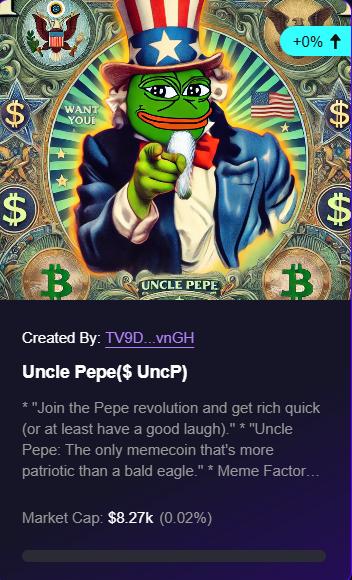 +0%
WANT
YOU!
$
$
$
$
UNCLE PEPE
Created By: TV9D...vnGH
Uncle Pepe($ UncP)
* "Join the Pepe revolution and get rich quick
(or at least have a good laugh)." * "Uncle
Pepe: The only memecoin that's more
patriotic than a bald eagle." * Meme Factor...
Market Cap: $8.27k (0.02%)